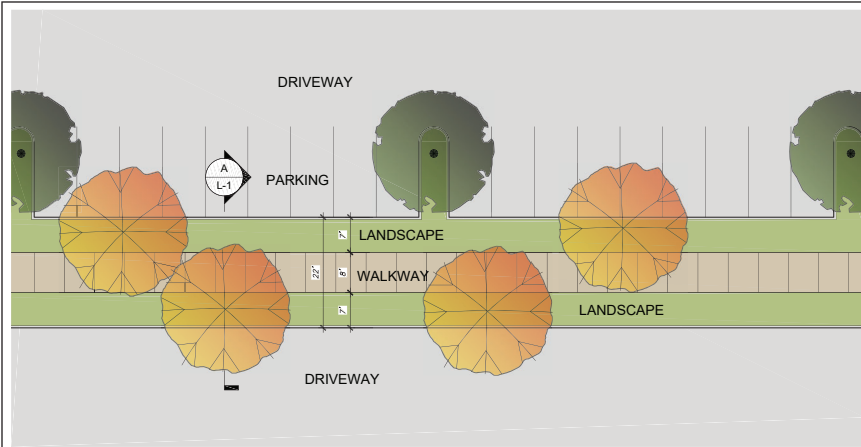 DRIVEWAY
A
L-1
PARKING
7'
LANDSCAPE
22'
8'
WALKWAY
7'
LANDSCAPE
DRIVEWAY